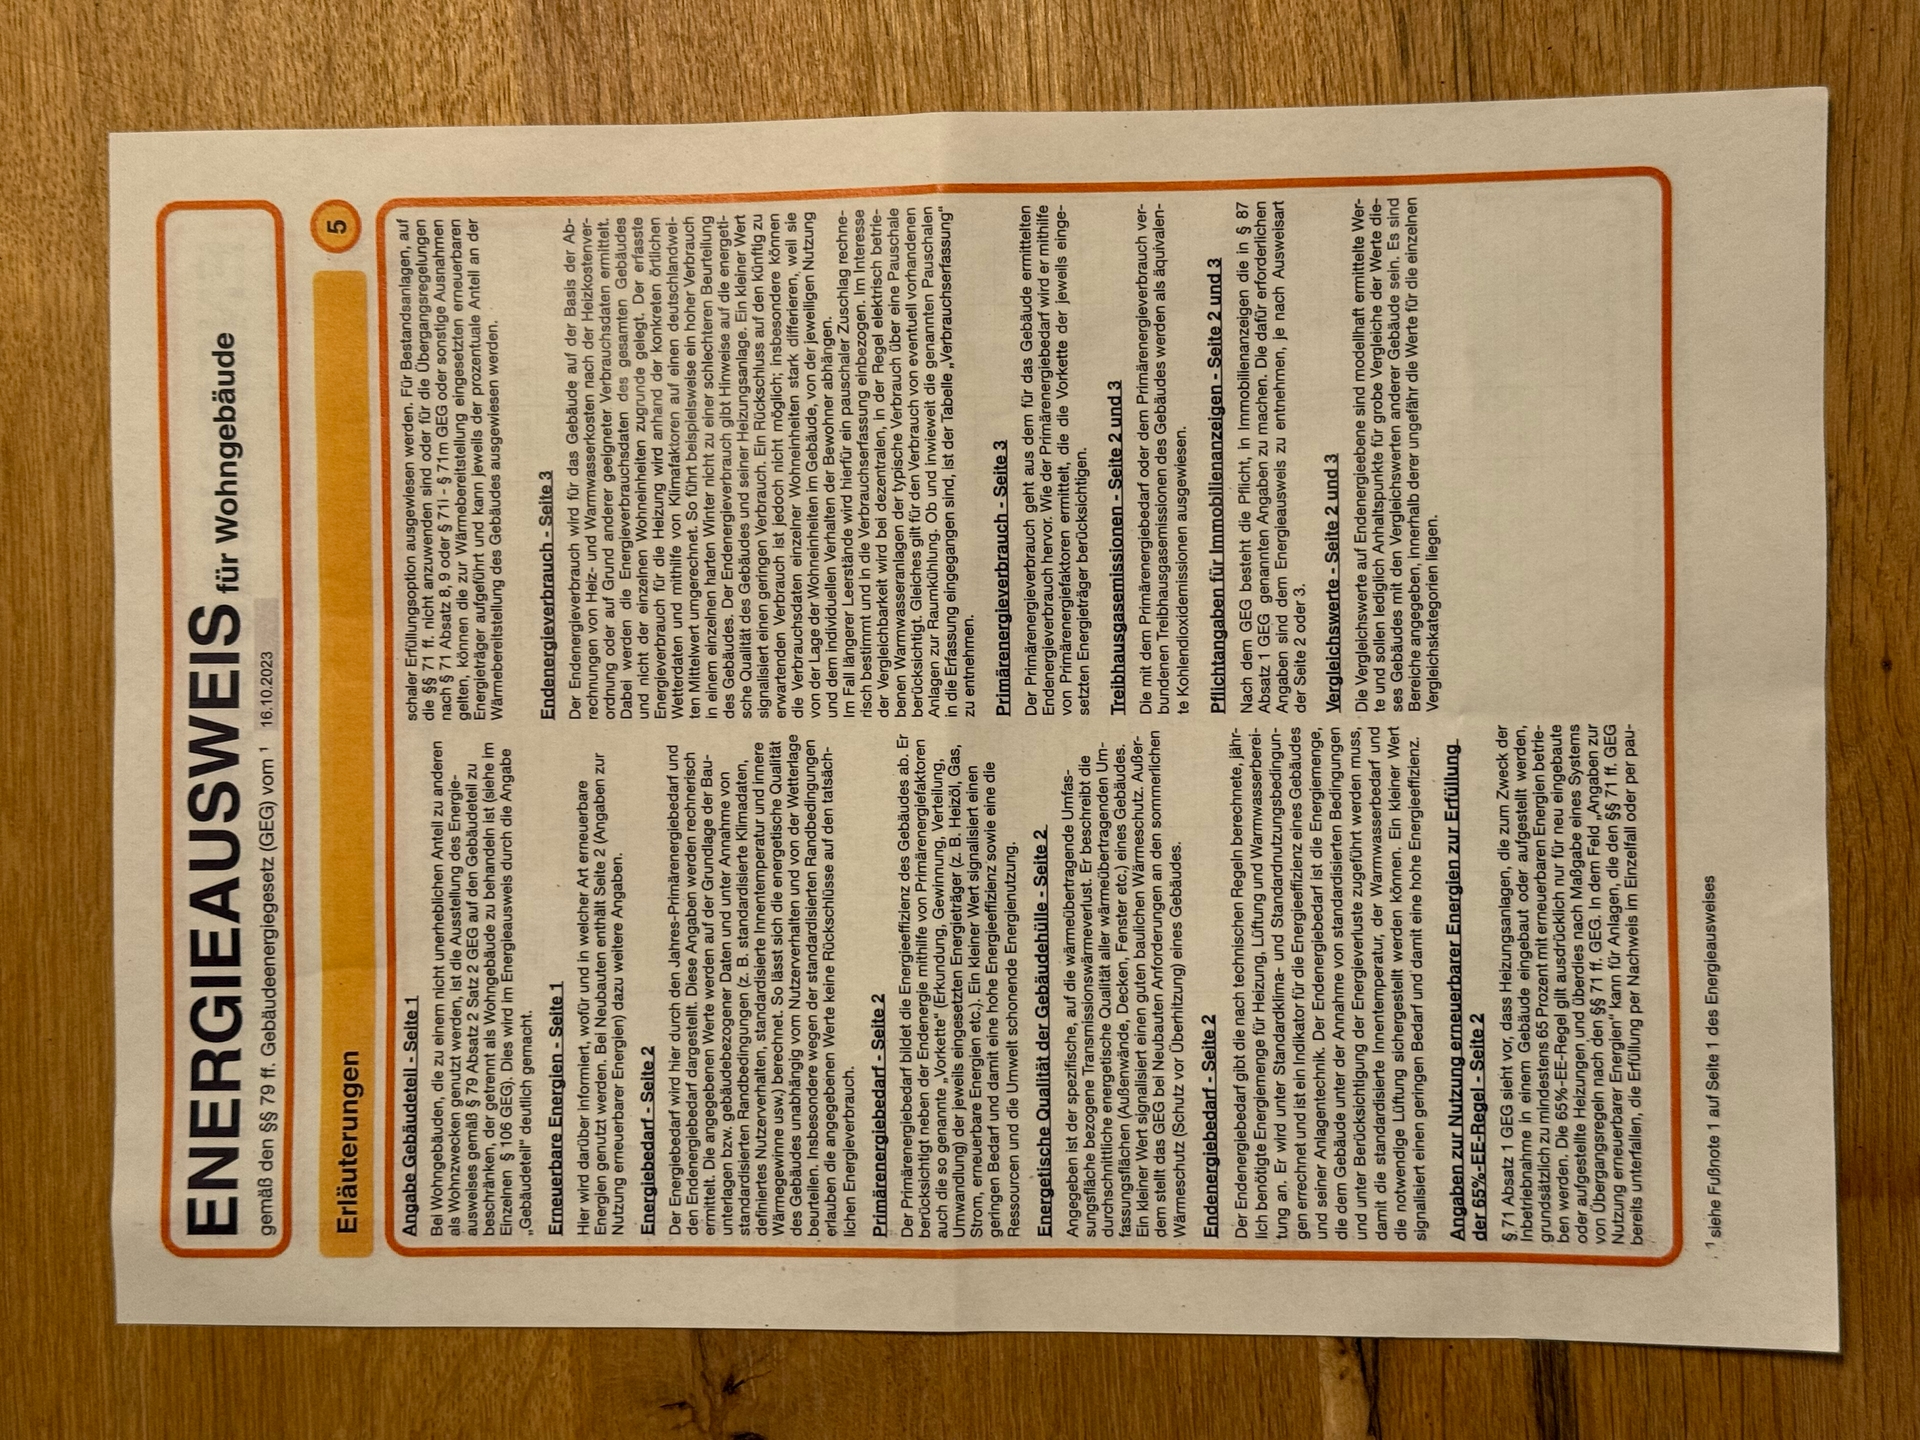 ENERGIEAUSWEIS für Wohngebäude
gemäß den §§ 79 ff. Gebäudeenergiegesetz (GEG) vom ¹ 16.10.2023
Erläuterungen
5
Angabe Gebäudeteil - Seite 1
Bei Wohngebäuden, die zu einem nicht unerheblichen Anteil zu anderen
als Wohnzwecken genutzt werden, ist die Ausstellung des Energie-
ausweises gemäß § 79 Absatz 2 Satz 2 GEG auf den Gebäudeteil zu
beschränken, der getrennt als Wohngebäude zu behandeln ist (siehe im
Einzelnen § 106 GEG). Dies wird im Energieausweis durch die Angabe
„Gebäudeteil“ deutlich gemacht.
Erneuerbare Energien - Seite 1
Hier wird darüber informiert, wofür und in welcher Art erneuerbare
Energien genutzt werden. Bei Neubauten enthält Seite 2 (Angaben zur
Nutzung erneuerbarer Energien) dazu weitere Angaben.
Energiebedarf - Seite 2
Der Energiebedarf wird hier durch den Jahres-Primärenergiebedarf und
den Endenergiebedarf dargestellt. Diese Angaben werden rechnerisch
ermittelt. Die angegebenen Werte werden auf der Grundlage der Bau-
unterlagen bzw. gebäudebezogener Daten und unter Annahme von
standardisierten Randbedingungen (z. B. standardisierte Klimadaten,
definiertes Nutzerverhalten, standardisierte Innentemperatur und innere
Wärmegewinne usw.) berechnet. So lässt sich die energetische Qualität
des Gebäudes unabhängig vom Nutzerverhalten und von der Wetterlage
beurteilen. Insbesondere wegen der standardisierten Randbedingungen
erlauben die angegebenen Werte keine Rückschlüsse auf den tatsäch-
lichen Energieverbrauch.
Primärenergiebedarf - Seite 2
Der Primärenergiebedarf bildet die Energieeffizienz des Gebäudes ab. Er
berücksichtigt neben der Endenergie mithilfe von Primärenergiefaktoren
auch die so genannte „Vorkette“ (Erkundung, Gewinnung, Verteilung,
Umwandlung) der jeweils eingesetzten Energieträger (z. B. Heizöl, Gas,
Strom, erneuerbare Energien etc.). Ein kleiner Wert signalisiert einen
geringen Bedarf und damit eine hohe Energieeffizienz sowie eine die
Ressourcen und die Umwelt schonende Energienutzung.
Energetische Qualität der Gebäudehülle - Seite 2
Angegeben ist der spezifische, auf die wärmeübertragende Umfas-
sungsfläche bezogene Transmissionswärmeverlust. Er beschreibt die
durchschnittliche energetische Qualität aller wärmeübertragenden Um-
fassungsflächen (Außenwände, Decken, Fenster etc.) eines Gebäudes.
Ein kleiner Wert signalisiert einen guten baulichen Wärmeschutz. Außer-
dem stellt das GEG bei Neubauten Anforderungen an den sommerlichen
Wärmeschutz (Schutz vor Überhitzung) eines Gebäudes.
Endenergiebedarf - Seite 2
Der Endenergiebedarf gibt die nach technischen Regeln berechnete, jähr-
lich benötigte Energiemenge für Heizung, Lüftung und Warmwasserberei-
tung an. Er wird unter Standardklima- und Standardnutzungsbedingun-
gen errechnet und ist ein Indikator für die Energieeffizienz eines Gebäudes
und seiner Anlagentechnik. Der Endenergiebedarf ist die Energiemenge,
die dem Gebäude unter der Annahme von standardisierten Bedingungen
und unter Berücksichtigung der Energieverluste zugeführt werden muss,
damit die standardisierte Innentemperatur, der Warmwasserbedarf und
die notwendige Lüftung sichergestellt werden können. Ein kleiner Wert
signalisiert einen geringen Bedarf und damit eine hohe Energieeffizienz.
Angaben zur Nutzung erneuerbarer Energien zur Erfüllung
der 65%-EE-Regel - Seite 2
§ 71 Absatz 1 GEG sieht vor, dass Heizungsanlagen, die zum Zweck der
Inbetriebnahme in einem Gebäude eingebaut oder aufgestellt werden,
grundsätzlich zu mindestens 65 Prozent mit erneuerbaren Energien betrie-
ben werden. Die 65%-EE-Regel gilt ausdrücklich nur für neu eingebaute
oder aufgestellte Heizungen und überdies nach Maßgabe eines Systems
von Übergangsregeln nach den §§ 71 ff. GEG. In dem Feld „Angaben zur
Nutzung erneuerbarer Energien“ kann für Anlagen, die den §§ 71 ff. GEG
bereits unterfallen, die Erfüllung per Nachweis im Einzelfall oder per pau-
schaler Erfüllungsoption ausgewiesen werden. Für Bestandsanlagen, auf
die §§ 71 ff. nicht anzuwenden sind oder für die Übergangsregelungen
nach § 71 Absatz 8, 9 oder § 71i - § 71m GEG oder sonstige Ausnahmen
gelten, können die zur Wärmebereitstellung eingesetzten erneuerbaren
Energieträger aufgeführt und kann jeweils der prozentuale Anteil an der
Wärmebereitstellung des Gebäudes ausgewiesen werden.
Endenergieverbrauch - Seite 3
Der Endenergieverbrauch wird für das Gebäude auf der Basis der Ab-
rechnungen von Heiz- und Warmwasserkosten nach der Heizkostenver-
ordnung oder auf Grund anderer geeigneter Verbrauchsdaten ermittelt.
Dabei werden die Energieverbrauchsdaten des gesamten Gebäudes
und nicht der einzelnen Wohneinheiten zugrunde gelegt. Der erfasste
Energieverbrauch für die Heizung wird anhand der konkreten örtlichen
Wetterdaten und mithilfe von Klimafaktoren auf einen deutschlandwei-
ten Mittelwert umgerechnet. So führt beispielsweise ein hoher Verbrauch
in einem einzelnen harten Winter nicht zu einer schlechteren Beurteilung
des Gebäudes. Der Endenergieverbrauch gibt Hinweise auf die energeti-
sche Qualität des Gebäudes und seiner Heizungsanlage. Ein kleiner Wert
signalisiert einen geringen Verbrauch. Ein Rückschluss auf den künftig zu
erwartenden Verbrauch ist jedoch nicht möglich; insbesondere können
die Verbrauchsdaten einzelner Wohneinheiten stark differieren, weil sie
von der Lage der Wohneinheiten im Gebäude, von der jeweiligen Nutzung
und dem individuellen Verhalten der Bewohner abhängen.
Im Fall längerer Leerstände wird hierfür ein pauschaler Zuschlag rechne-
risch bestimmt und in die Verbrauchserfassung einbezogen. Im Interesse
der Vergleichbarkeit wird bei dezentralen, in der Regel elektrisch betrie-
benen Warmwasseranlagen der typische Verbrauch über eine Pauschale
berücksichtigt. Gleiches gilt für den Verbrauch von eventuell vorhandenen
Anlagen zur Raumkühlung. Ob und inwieweit die genannten Pauschalen
in die Erfassung eingegangen sind, ist der Tabelle „Verbrauchserfassung“
zu entnehmen.
Primärenergieverbrauch - Seite 3
Der Primärenergieverbrauch geht aus dem für das Gebäude ermittelten
Endenergieverbrauch hervor. Wie der Primärenergiebedarf wird er mithilfe
von Primärenergiefaktoren ermittelt, die die Vorkette der jeweils einge-
setzten Energieträger berücksichtigen.
Treibhausgasemissionen - Seite 2 und 3
Die mit dem Primärenergiebedarf oder dem Primärenergieverbrauch ver-
bundenen Treibhausgasemissionen des Gebäudes werden als äquivalen-
te Kohlendioxidemissionen ausgewiesen.
Pflichtangaben für Immobilienanzeigen - Seite 2 und 3
Nach dem GEG besteht die Pflicht, in Immobilienanzeigen die in § 87
Absatz 1 GEG genannten Angaben zu machen. Die dafür erforderlichen
Angaben sind dem Energieausweis zu entnehmen, je nach Ausweisart
der Seite 2 oder 3.
Vergleichswerte - Seite 2 und 3
Die Vergleichswerte auf Endenergieebene sind modellhaft ermittelte Wer-
te und sollen lediglich Anhaltspunkte für grobe Vergleiche der Werte die-
ses Gebäudes mit den Vergleichswerten anderer Gebäude sein. Es sind
Bereiche angegeben, innerhalb derer ungefähr die Werte für die einzelnen
Vergleichskategorien liegen.
¹ siehe Fußnote 1 auf Seite 1 des Energieausweises